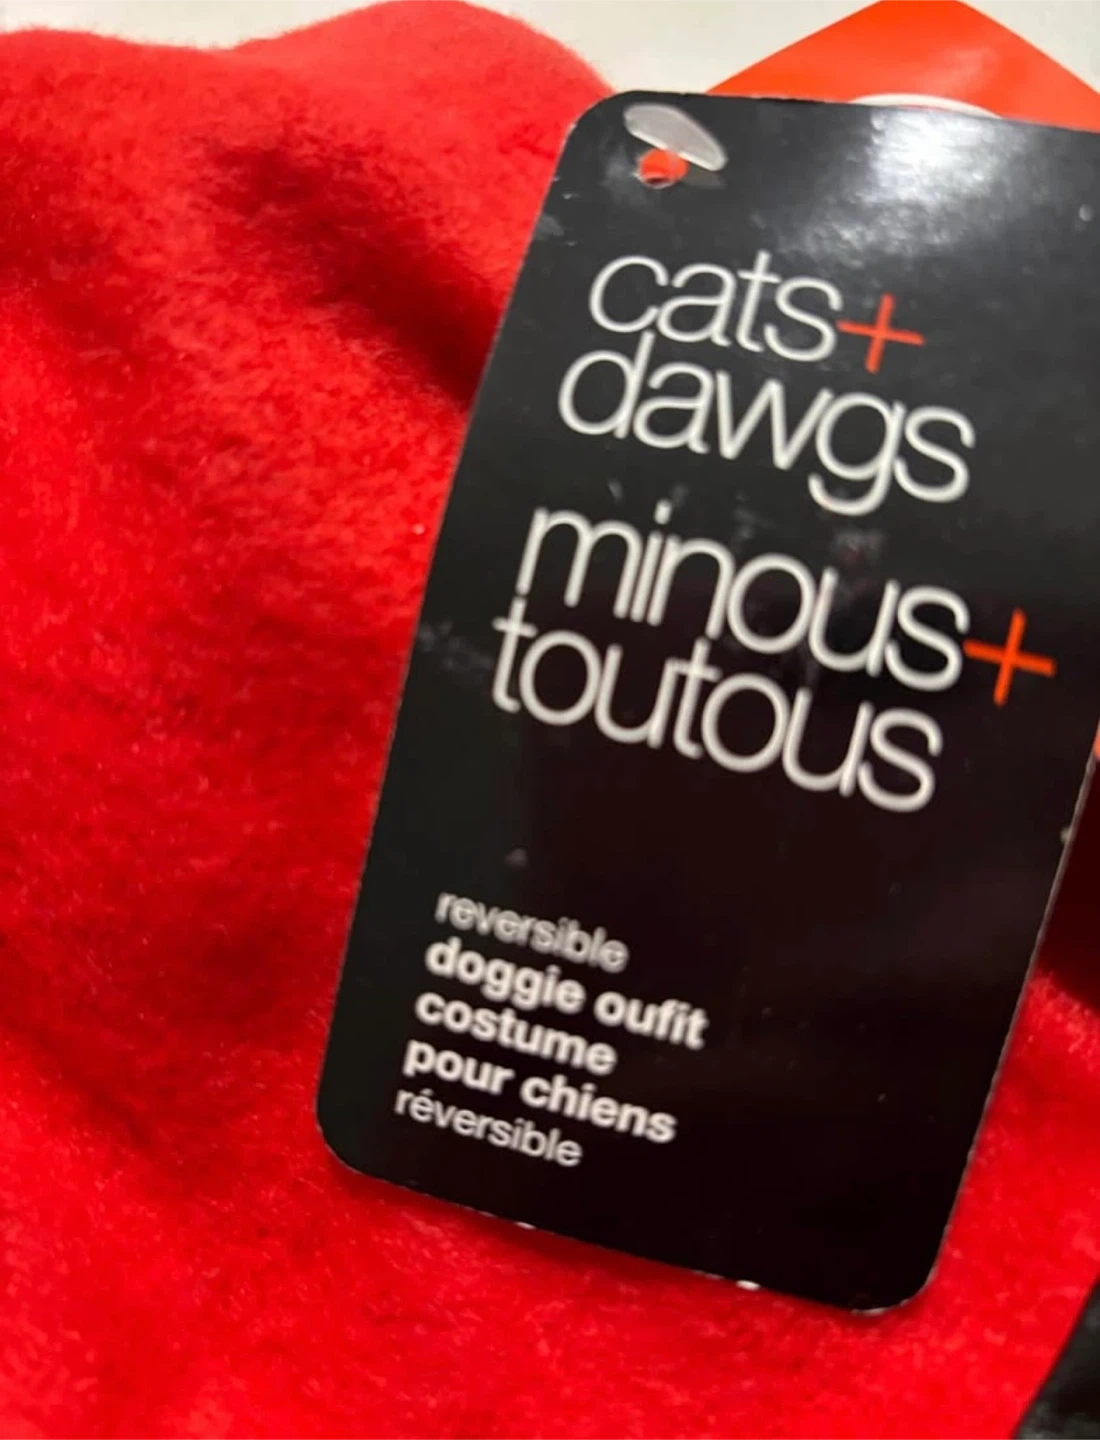 cats+
dawgs
minous+
toutous
reversible
doggie oufit
costume
pour chiens
réversible